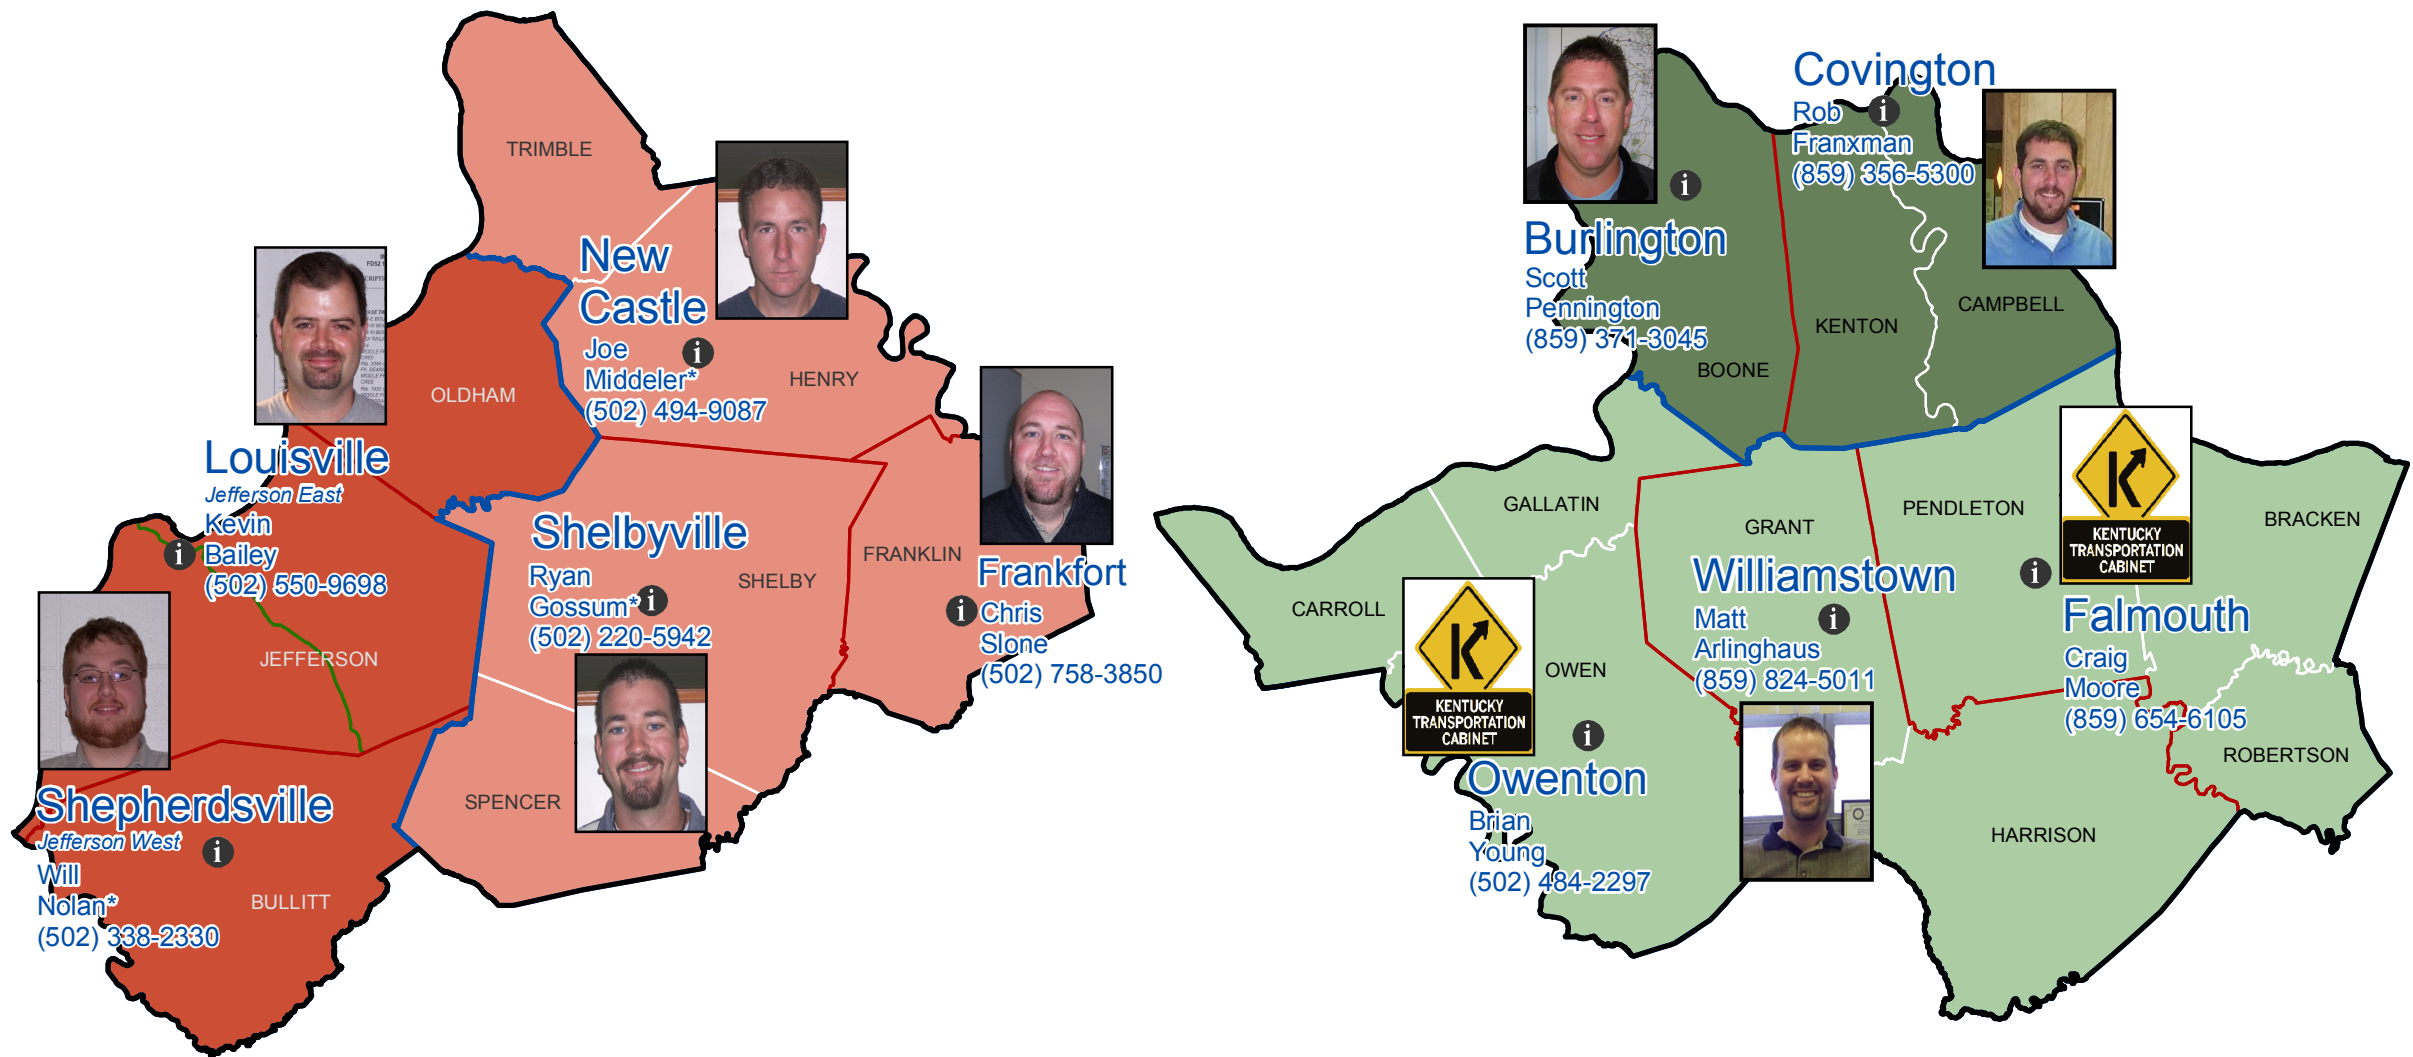 TRIMBLE
New
Castle
Joe
Middeler*
(502) 494-9087
HENRY
OLDHAM
Louisville
Jefferson East
Kevin
Bailey
(502) 550-9698
JEFFERSON
Shelbyville
Ryan
Gossum*
(502) 220-5942
SHELBY
FRANKLIN
Frankfort
Chris
Slone
(502) 758-3850
SPENCER
Shepherdsville
Jefferson West
Will
Nolan*
(502) 338-2330
BULLITT
Covington
Rob
Franxman
(859) 356-5300
Burlington
Scott
Pennington
(859) 371-3045
BOONE
KENTON
CAMPBELL
GALLATIN
GRANT
PENDLETON
BRACKEN
KENTUCKY
TRANSPORTATION
CABINET
CARROLL
KENTUCKY
TRANSPORTATION
CABINET
OWEN
Williamstown
Matt
Arlinghaus
(859) 824-5011
Falmouth
Craig
Moore
(859) 654-6105
Owenton
Brian
Young
(502) 484-2297
ROBERTSON
HARRISON